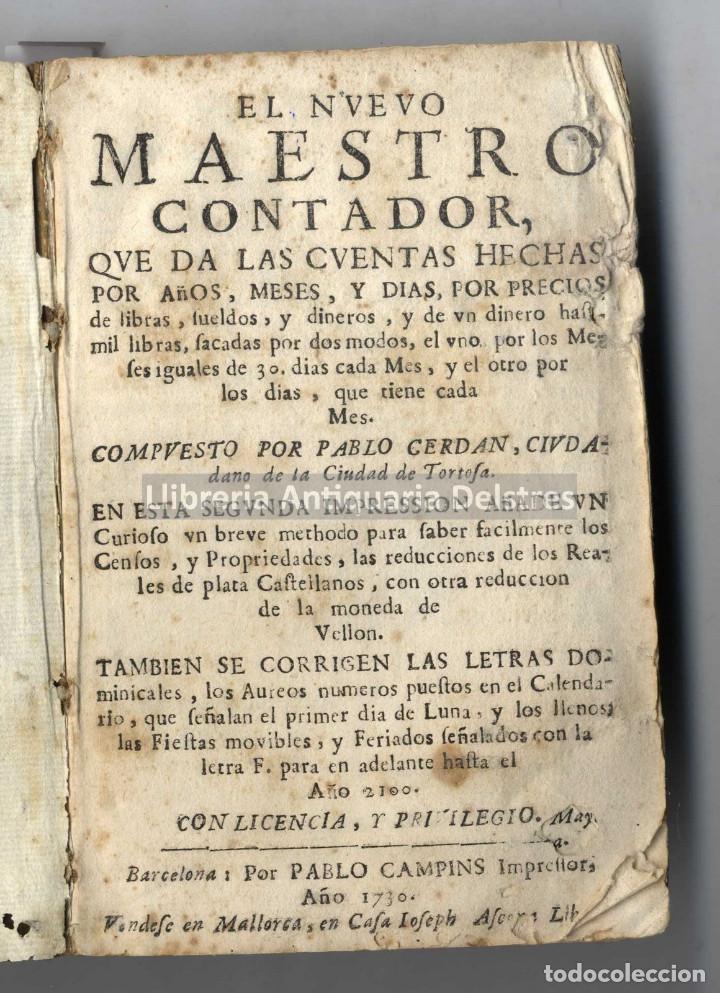 EL NVEVO
MAESTRO
CONTADOR,
QVE DA LAS CVENTAS HECHAS
POR AñOS, MESES, Y DIAS, POR PRECIOS
de libras, sueldos, y dineros, y de vn dinero hast-
mil libras, sacadas por dos modos, el vno por los Me-
ses iguales de 30. dias cada Mes, y el otro por
los dias, que tiene cada
Mes.
COMPVESTO POR PABLO CERDAN, CIVDA-
dano de la Ciudad de Tortosa.
Llibreria Antiquaria Delstres
EN ESTA SEGVNDA IMPRESSION AñADE VN
Curioso vn breve methodo para saber facilmente los
Censos, y Propriedades, las reducciones de los Rea-
les de plata Castellanos, con otra reduccion
de la moneda de
Vellon.
TAMBIEN SE CORRIGEN LAS LETRAS DO-
minicales, los Aureos numeros puestos en el Calenda-
rio, que señalan el primer dia de Luna, y los llenos,
las Fiestas movibles, y Feriados señalados con la
letra F. para en adelante hasta el
Año 2100.
CON LICENCIA, Y PRIVILEGIO.
Barcelona: Por PABLO CAMPINS Impressor,
Año 1730.
Vendese en Mallorca, en Casa Ioseph
todocoleccion